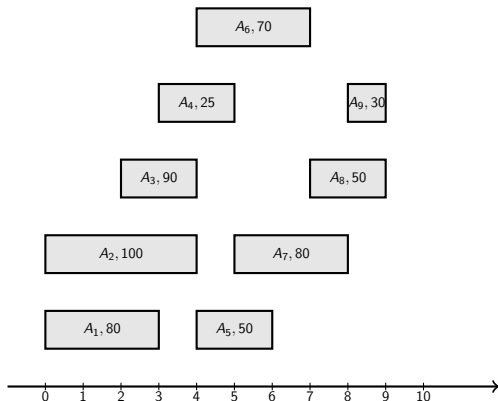 A₆, 70
A₄, 25
A₉, 30
A₃, 90
A₈, 50
A₂, 100
A₇, 80
A₁, 80
A₅, 50
0 1 2 3 4 5 6 7 8 9 10